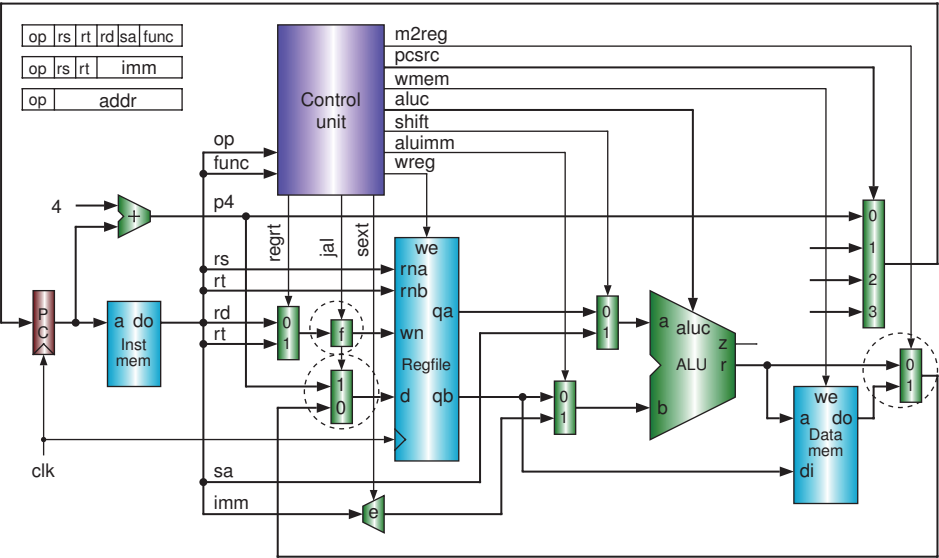 op rs rt rd sa func
op rs rt imm
op addr
Control
unit
m2reg
pcsrc
wmem
aluc
shift
aluimm
wreg
op
func
4
+
p4
regrt
jal
sext
0
1
2
3
rs
rt
rd
rt
PC
a do
Inst
mem
0
1
f
1
0
we
rna
rnb
wn
d
qa
qb
Regfile
0
1
0
1
a
b
aluc
ALU
z
r
0
1
we
a do
Data
mem
di
clk
sa
imm
e